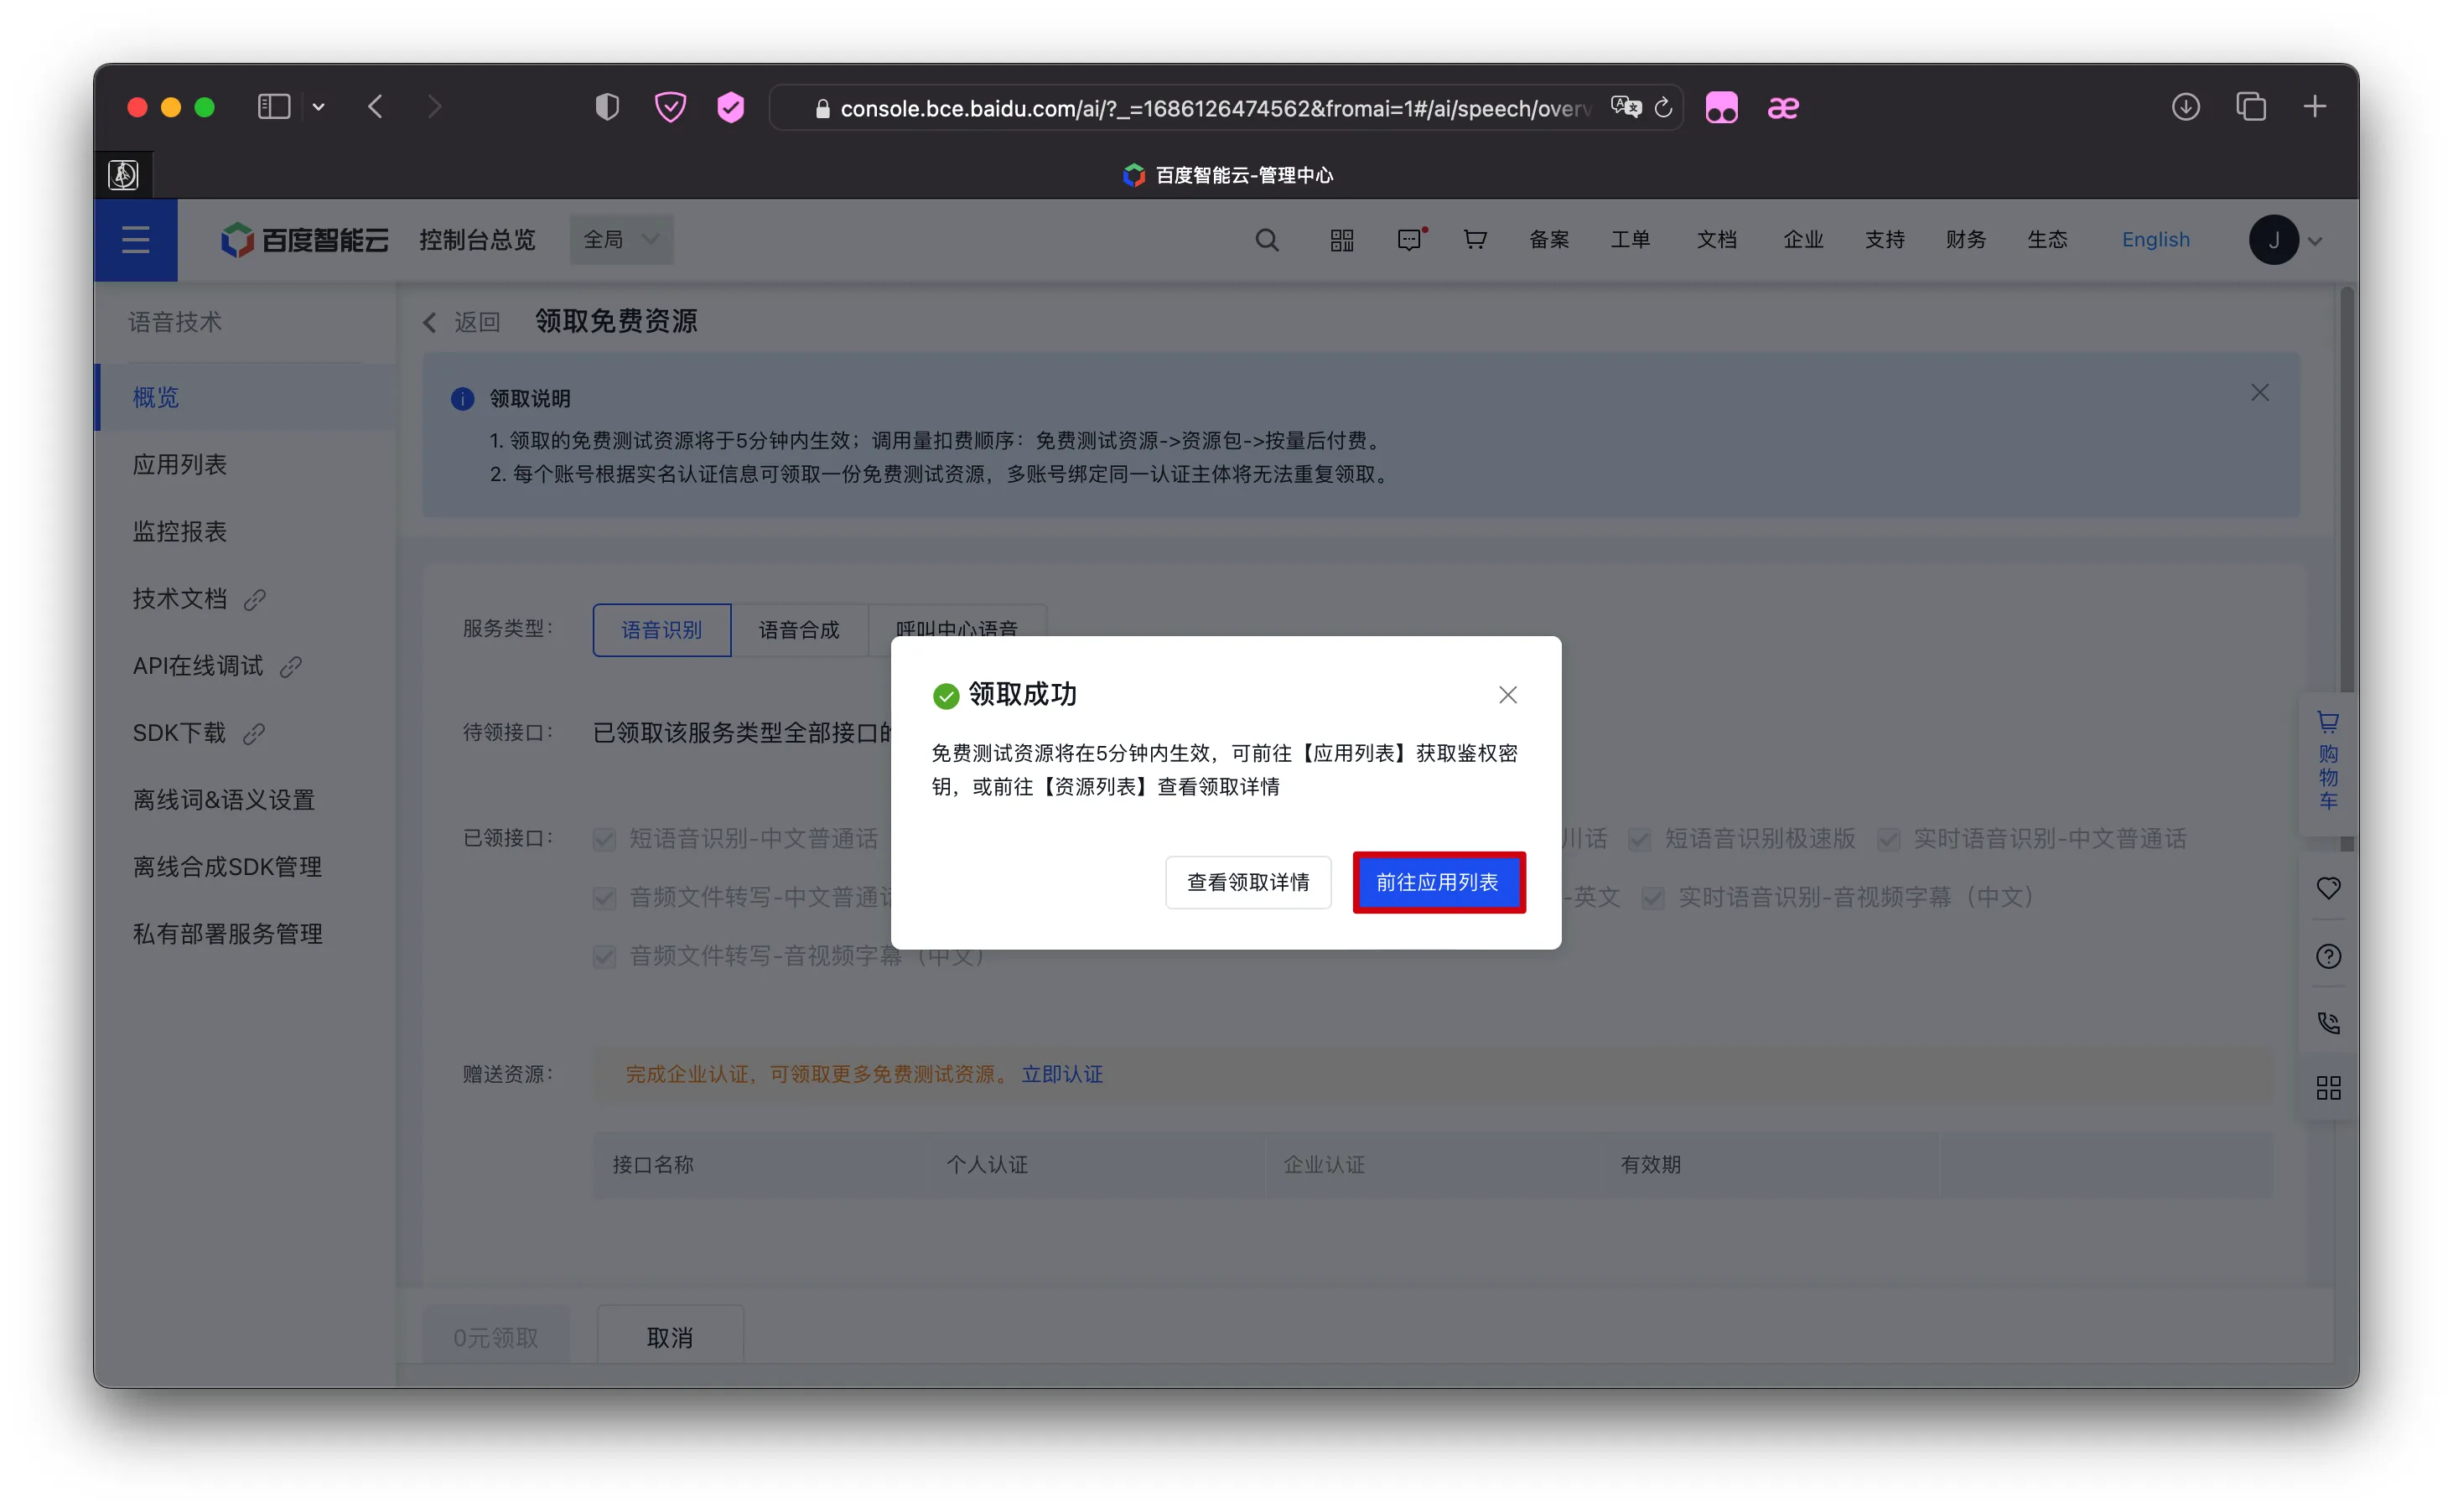 console.bce.baidu.com/ai/?_=1686126474562&fromai=1#/ai/speech/over
百度智能云-管理中心
百度智能云 控制台总览 全局 备案 工单 文档 企业 支持 财务 生态 English J
语音技术
返回 领取免费资源
概览
领取说明
1. 领取的免费测试资源将于5分钟内生效；调用量扣费顺序：免费测试资源->资源包->按量后付费。
2. 每个账号根据实名认证信息可领取一份免费测试资源，多账号绑定同一认证主体将无法重复领取。
应用列表
监控报表
技术文档
API在线调试
SDK下载
离线词&语义设置
离线合成SDK管理
私有部署服务管理
服务类型： 语音识别 语音合成 呼叫中心语音
待领接口： 已领取该服务类型全部接口的
领取成功
免费测试资源将在5分钟内生效，可前往【应用列表】获取鉴权密
钥，或前往【资源列表】查看领取详情
查看领取详情 前往应用列表
已领接口： 短语音识别-中文普通话 川话 短语音识别极速版 实时语音识别-中文普通话
音频文件转写-中文普通话 -英文 实时语音识别-音视频字幕（中文）
音频文件转写-音视频字幕（中文）
赠送资源： 完成企业认证，可领取更多免费测试资源。 立即认证
接口名称 个人认证 企业认证 有效期
0元领取 取消
购
物
车